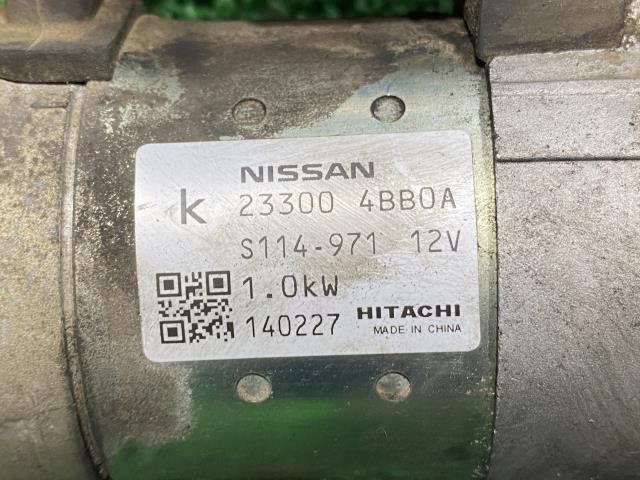 NISSAN
k 23300 4BB0A
S114-971 12V
1.0kW
140227 HITACHI
MADE IN CHINA